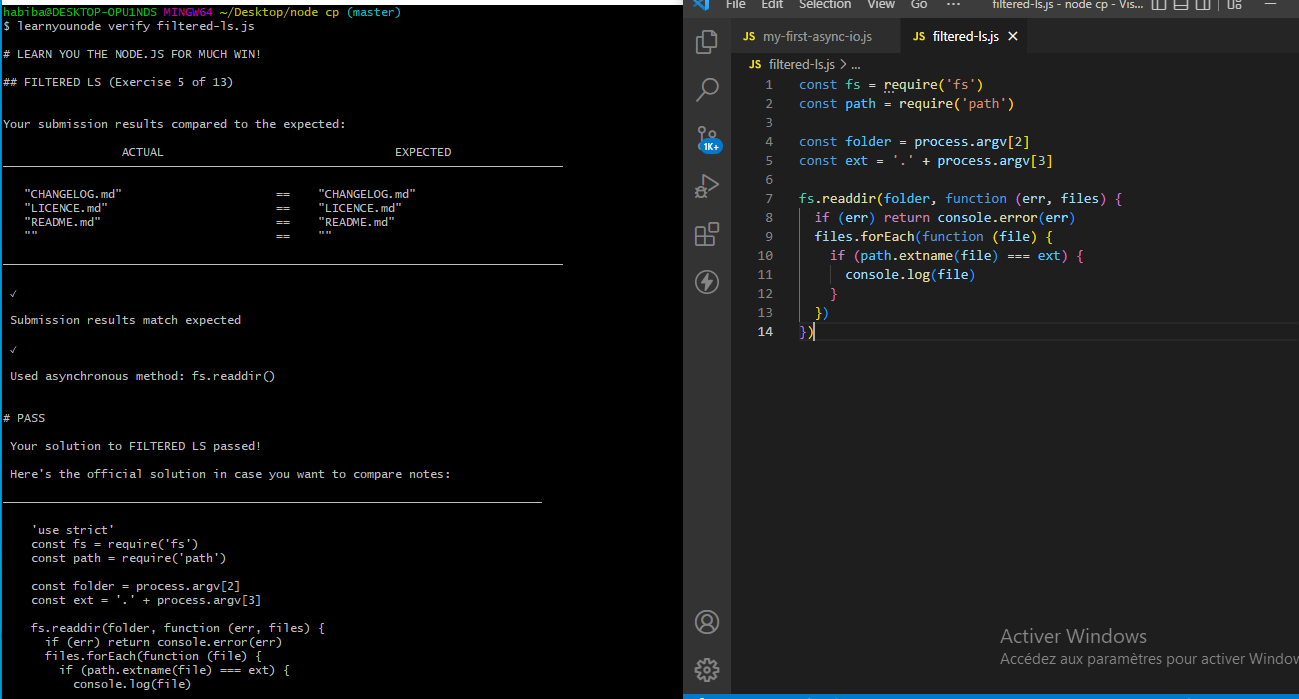 habiba@DESKTOP-OPU1NDS MINGW64 ~/Desktop/node cp (master)
$ learnyounode verify filtered-ls.js
# LEARN YOU THE NODE.JS FOR MUCH WIN!
## FILTERED LS (Exercise 5 of 13)
Your submission results compared to the expected:
ACTUAL EXPECTED
"CHANGELOG.md" == "CHANGELOG.md"
"LICENCE.md" == "LICENCE.md"
"README.md" == "README.md"
"" == ""
✓
Submission results match expected
✓
Used asynchronous method: fs.readdir()
# PASS
Your solution to FILTERED LS passed!
Here's the official solution in case you want to compare notes:
'use strict'
const fs = require('fs')
const path = require('path')
const folder = process.argv[2]
const ext = '.' + process.argv[3]
fs.readdir(folder, function (err, files) {
if (err) return console.error(err)
files.forEach(function (file) {
if (path.extname(file) === ext) {
console.log(file)
File Edit Selection View Go ··· filtered-ls.js - node cp - Vis...
JS my-first-async-io.js JS filtered-ls.js
JS filtered-ls.js > ...
1K+
1 const fs = require('fs')
2 const path = require('path')
3
4 const folder = process.argv[2]
5 const ext = '.' + process.argv[3]
6
7 fs.readdir(folder, function (err, files) {
8 if (err) return console.error(err)
9 files.forEach(function (file) {
10 if (path.extname(file) === ext) {
11 console.log(file)
12 }
13 })
14 })
Activer Windows
Accédez aux paramètres pour activer Window